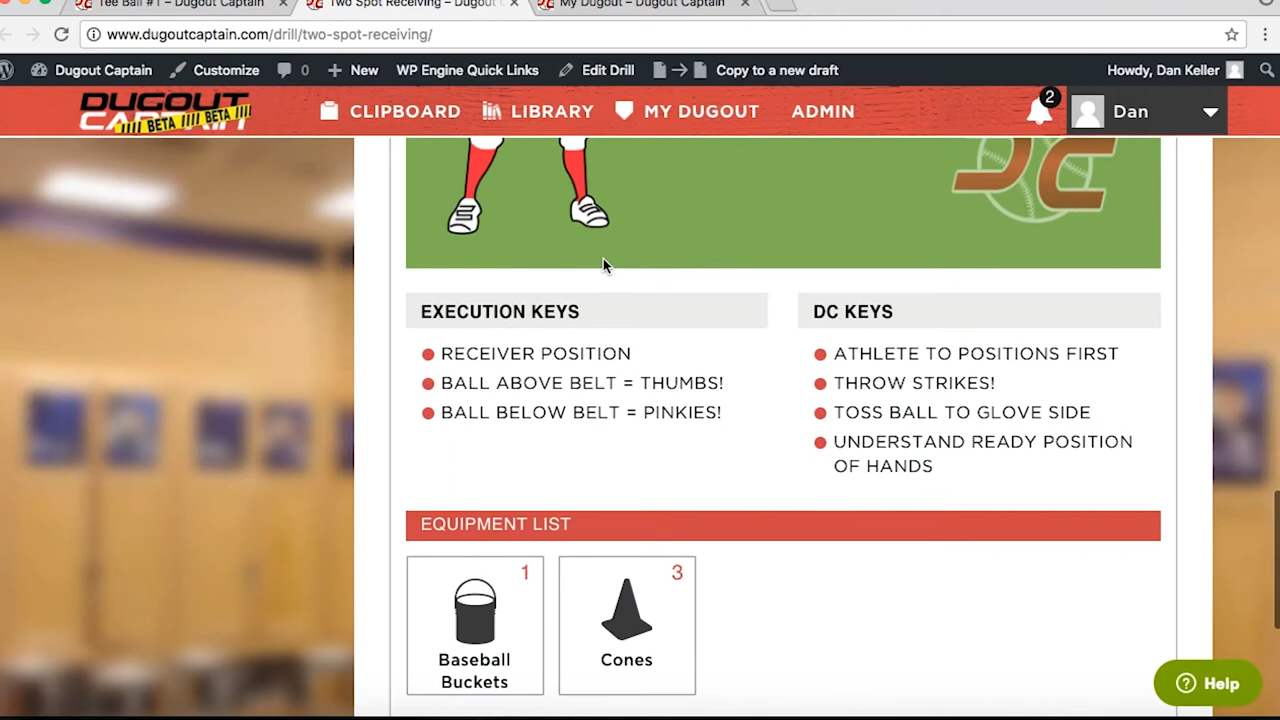 Tee Ball #1 – Dugout Captain
Two Spot Receiving – Dugout
My Dugout – Dugout Captain
www.dugoutcaptain.com/drill/two-spot-receiving/
Dugout Captain Customize 0 New WP Engine Quick Links Edit Drill Copy to a new draft Howdy, Dan Keller
DUGOUT CAPTAIN
BETA BETA
CLIPBOARD LIBRARY MY DUGOUT ADMIN 2 Dan
DC
EXECUTION KEYS
RECEIVER POSITION
BALL ABOVE BELT = THUMBS!
BALL BELOW BELT = PINKIES!
DC KEYS
ATHLETE TO POSITIONS FIRST
THROW STRIKES!
TOSS BALL TO GLOVE SIDE
UNDERSTAND READY POSITION
OF HANDS
EQUIPMENT LIST
1
Baseball
Buckets
3
Cones
Help